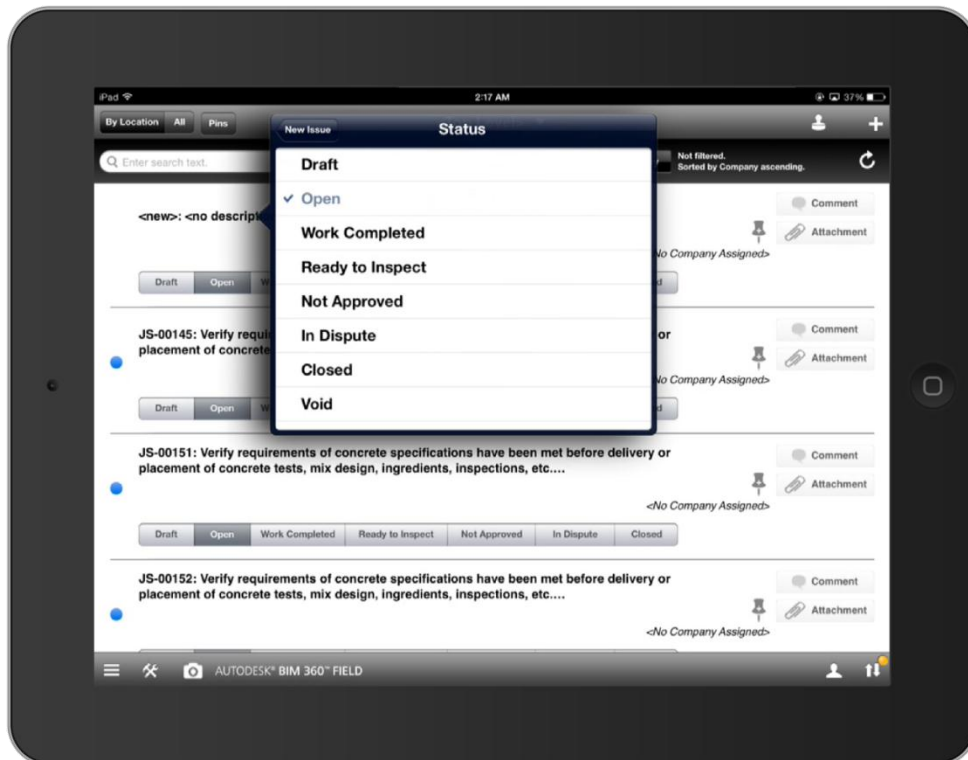 iPad
2:17 AM
37%
By Location
All
Pins
New Issue
Status
Enter search text.
Not filtered.
Sorted by Company ascending.
Draft
Open
Work Completed
Ready to Inspect
Not Approved
In Dispute
Closed
Void
<new>: <no descript
Comment
Attachment
No Company Assigned>
Draft
Open
JS-00145: Verify requi
or
placement of concrete
Comment
Attachment
No Company Assigned>
Draft
Open
JS-00151: Verify requirements of concrete specifications have been met before delivery or
placement of concrete tests, mix design, ingredients, inspections, etc....
Comment
Attachment
<No Company Assigned>
Draft Open Work Completed Ready to Inspect Not Approved In Dispute Closed
JS-00152: Verify requirements of concrete specifications have been met before delivery or
placement of concrete tests, mix design, ingredients, inspections, etc....
Comment
Attachment
<No Company Assigned>
AUTODESK® BIM 360™ FIELD